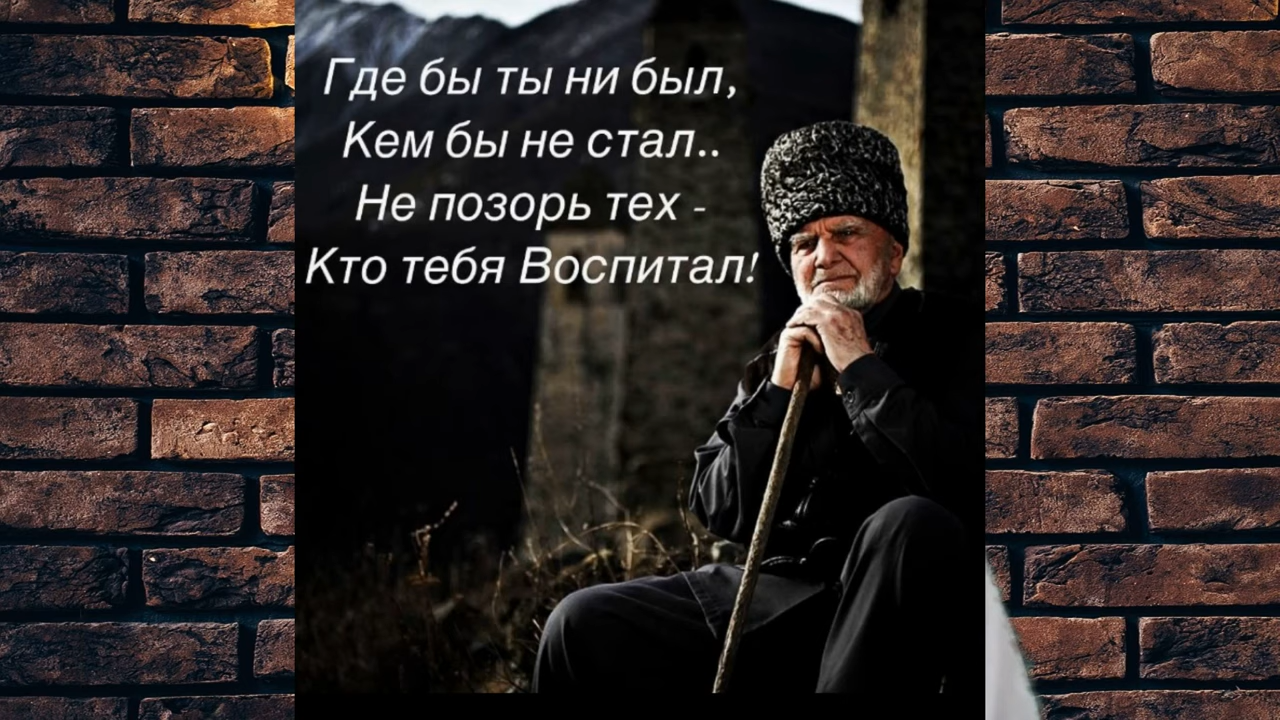 Где бы ты ни был,
Кем бы не стал..
Не позорь тех -
Кто тебя Воспитал!